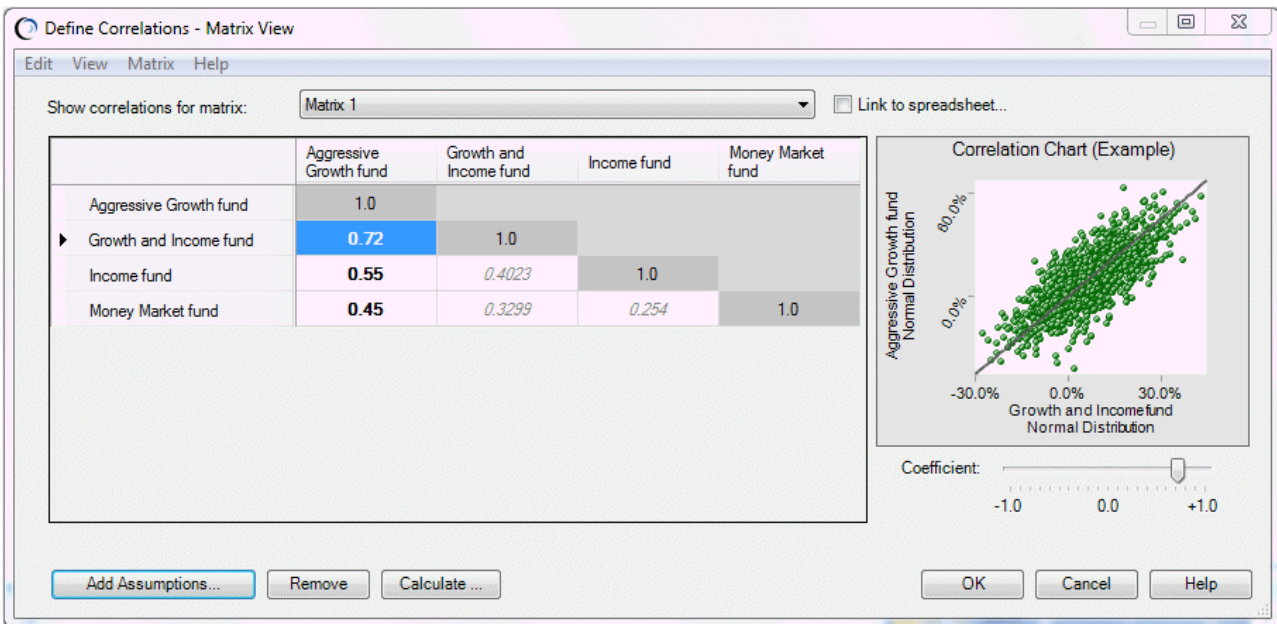 Define Correlations - Matrix View
Edit View Matrix Help
Show correlations for matrix: Matrix 1 Link to spreadsheet...
Aggressive Growth fund Growth and Income fund Income fund Money Market fund
Aggressive Growth fund 1.0
Growth and Income fund 0.72 1.0
Income fund 0.55 0.4023 1.0
Money Market fund 0.45 0.3299 0.254 1.0
Correlation Chart (Example)
Aggressive Growth fund
Normal Distribution
60.0%
0.0%
-30.0% 0.0% 30.0%
Growth and Incomefund
Normal Distribution
Coefficient:
-1.0 0.0 +1.0
Add Assumptions... Remove Calculate ... OK Cancel Help